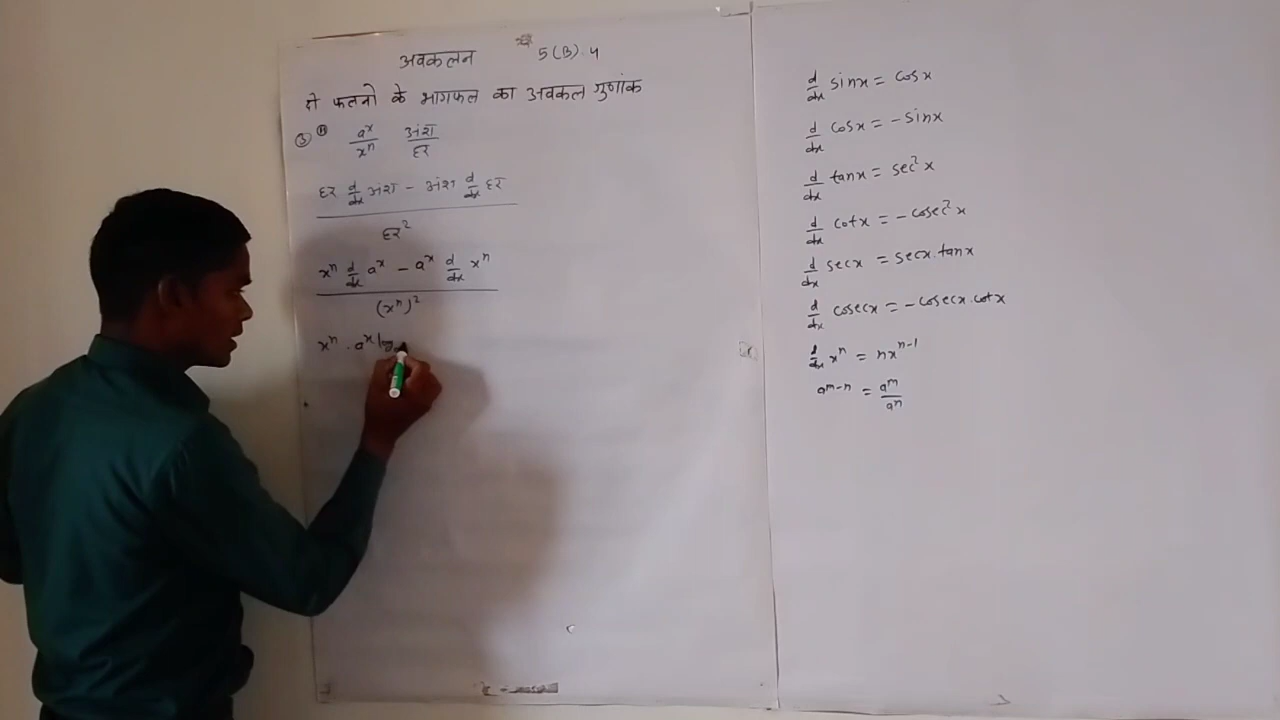 अवकलन 5(B).4
दो फलनो के भागफल का अवकल गुणांक
③ a^x/x^n अंश/हर
हर d/dx अंश - अंश d/dx हर
हर²
x^n d/dx a^x - a^x d/dx x^n
(x^n)²
x^n . a^x log
d/dx sinx = cosx
d/dx cosx = -sinx
d/dx tanx = sec²x
d/dx cotx = -cosec²x
d/dx secx = secx.tanx
d/dx cosecx = -cosecx.cotx
d/dx x^n = nx^(n-1)
a^(m-n) = a^m/a^n